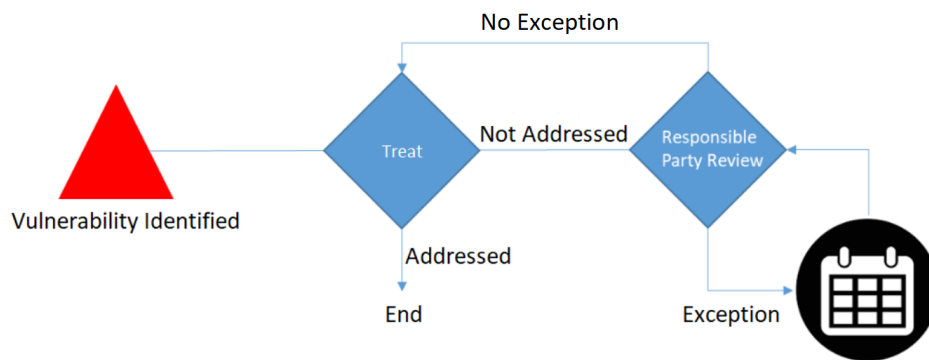 No Exception
Treat
Not Addressed
Responsible
Party Review
Vulnerability Identified
Addressed
End
Exception